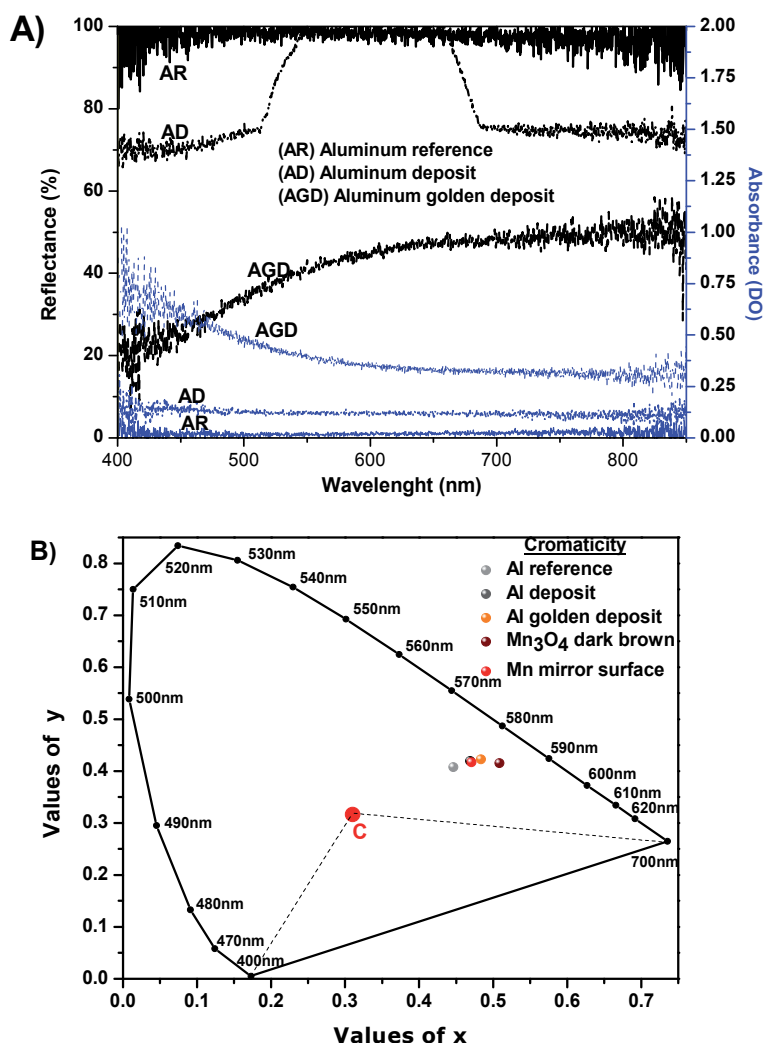 A)
100
80
60
40
20
0
Reflectance (%)
2.00
1.75
1.50
1.25
1.00
0.75
0.50
0.25
0.00
Absorbance (DO)
AR
AD
(AR) Aluminum reference
(AD) Aluminum deposit
(AGD) Aluminum golden deposit
AGD
AGD
AD
AR
400 500 600 700 800
Wavelenght (nm)
B)
0.8
0.7
0.6
0.5
0.4
0.3
0.2
0.1
0.0
Values of y
Cromaticity
Al reference
Al deposit
Al golden deposit
Mn3O4 dark brown
Mn mirror surface
520nm
530nm
510nm
540nm
550nm
560nm
570nm
500nm
580nm
590nm
600nm
610nm
620nm
490nm
C
700nm
480nm
470nm
400nm
0.0 0.1 0.2 0.3 0.4 0.5 0.6 0.7
Values of x